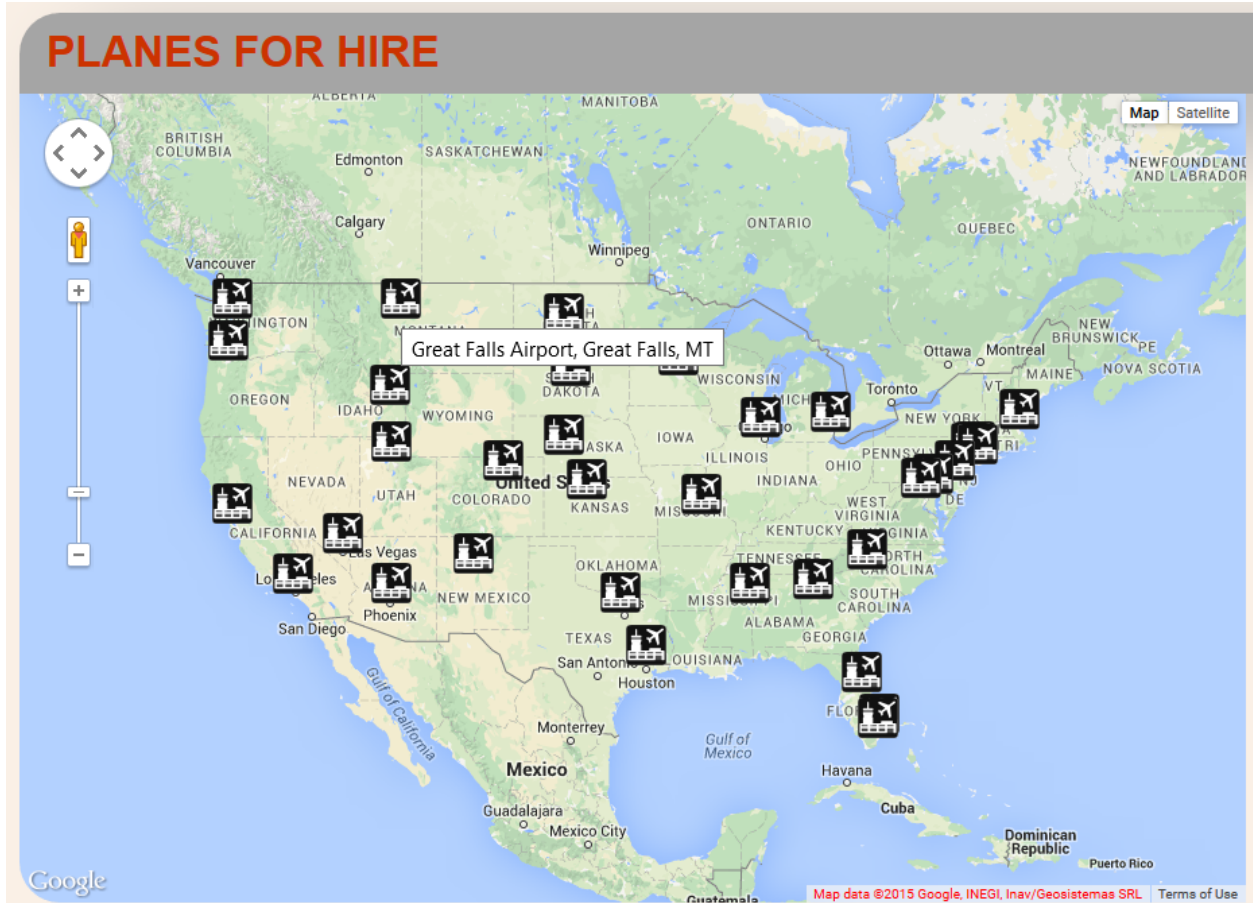 PLANES FOR HIRE
ALBERTA
MANITOBA
Map
Satellite
BRITISH
COLUMBIA
Edmonton
SASKATCHEWAN
NEWFOUNDLAND
AND LABRADOR
Calgary
ONTARIO
QUEBEC
Winnipeg
Vancouver
NEW
BRUNSWICK
PE
NOVA SCOTIA
Ottawa
Montreal
MAINE
VT
Great Falls Airport, Great Falls, MT
WISCONSIN
Toronto
OREGON
IDAHO
WYOMING
DAKOTA
NEW YORK
IOWA
ILLINOIS
OHIO
NEVADA
UTAH
COLORADO
INDIANA
KANSAS
WEST
VIRGINIA
DE
CALIFORNIA
KENTUCKY
Las Vegas
OKLAHOMA
TENNESSEE
CAROLINA
NEW MEXICO
SOUTH
CAROLINA
Phoenix
ALABAMA
San Diego
TEXAS
GEORGIA
LOUISIANA
Houston
Gulf of California
Monterrey
Gulf of
Mexico
Mexico
Havana
Guadalajara
Cuba
Mexico City
Dominican
Republic
Puerto Rico
Google
Guatemala
Map data ©2015 Google, INEGI, Inav/Geosistemas SRL
Terms of Use